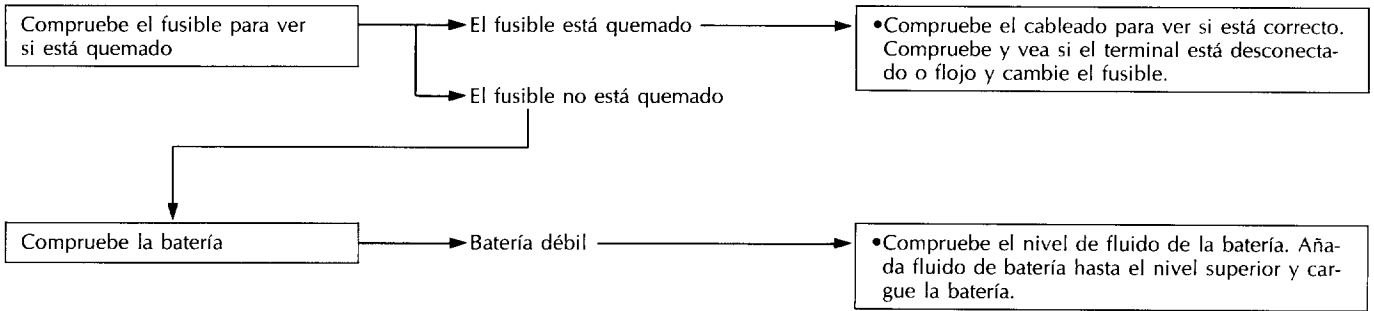 Compruebe el fusible para ver
si está quemado
El fusible está quemado
•Compruebe el cableado para ver si está correcto.
Compruebe y vea si el terminal está desconecta-
do o flojo y cambie el fusible.
El fusible no está quemado
Compruebe la batería
Batería débil
•Compruebe el nivel de fluido de la batería. Aña-
da fluido de batería hasta el nivel superior y car-
gue la batería.